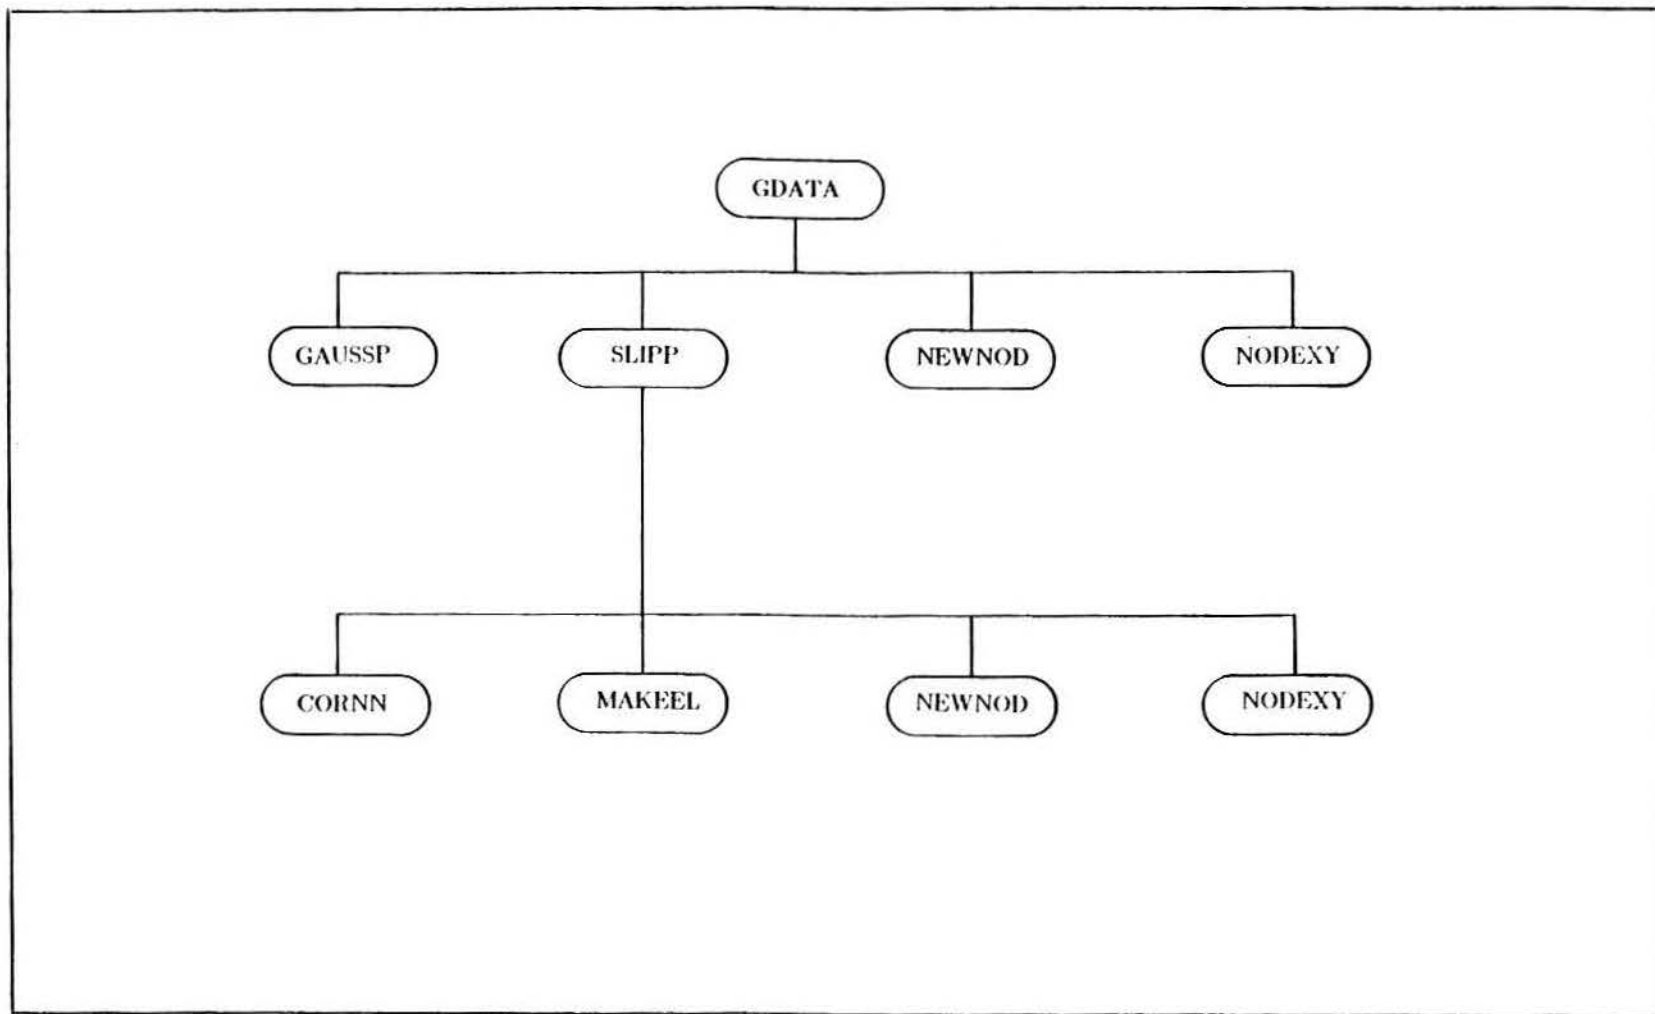 GDATA
GAUSSP
SLIPP
NEWNOD
NODEXY
CORNN
MAKEEL
NEWNOD
NODEXY